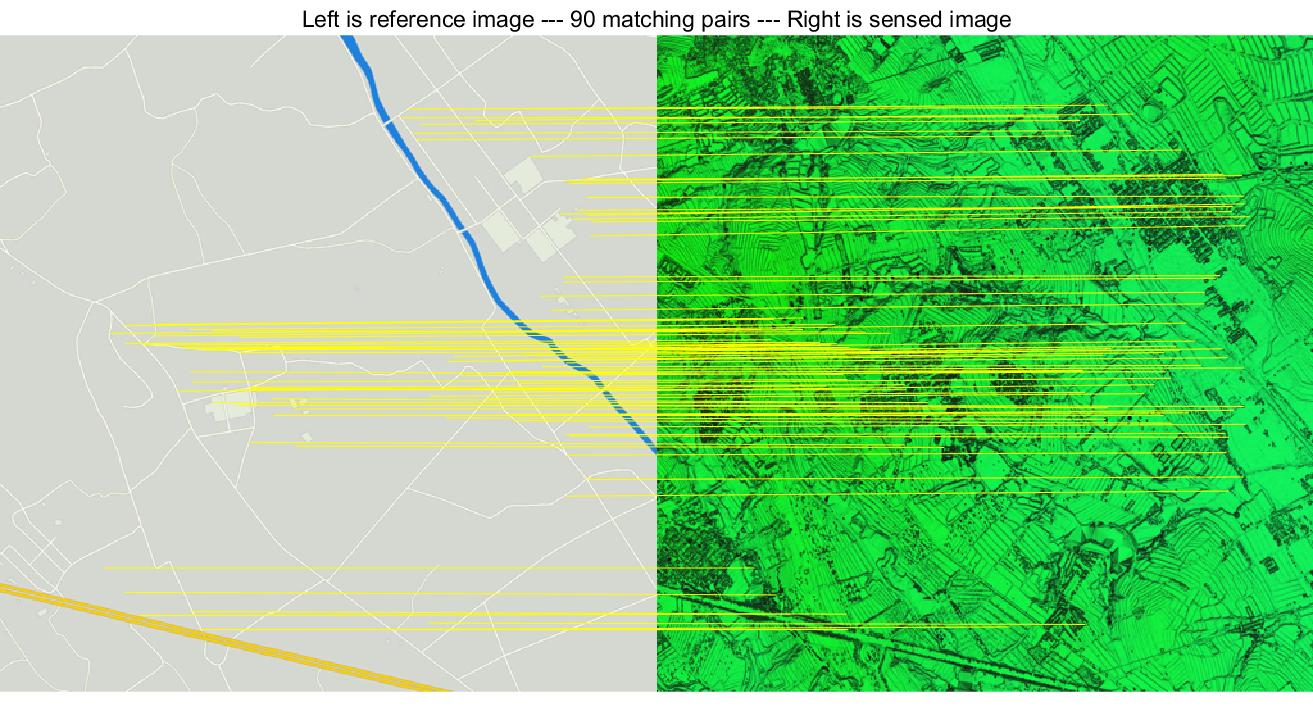 Left is reference image --- 90 matching pairs --- Right is sensed image